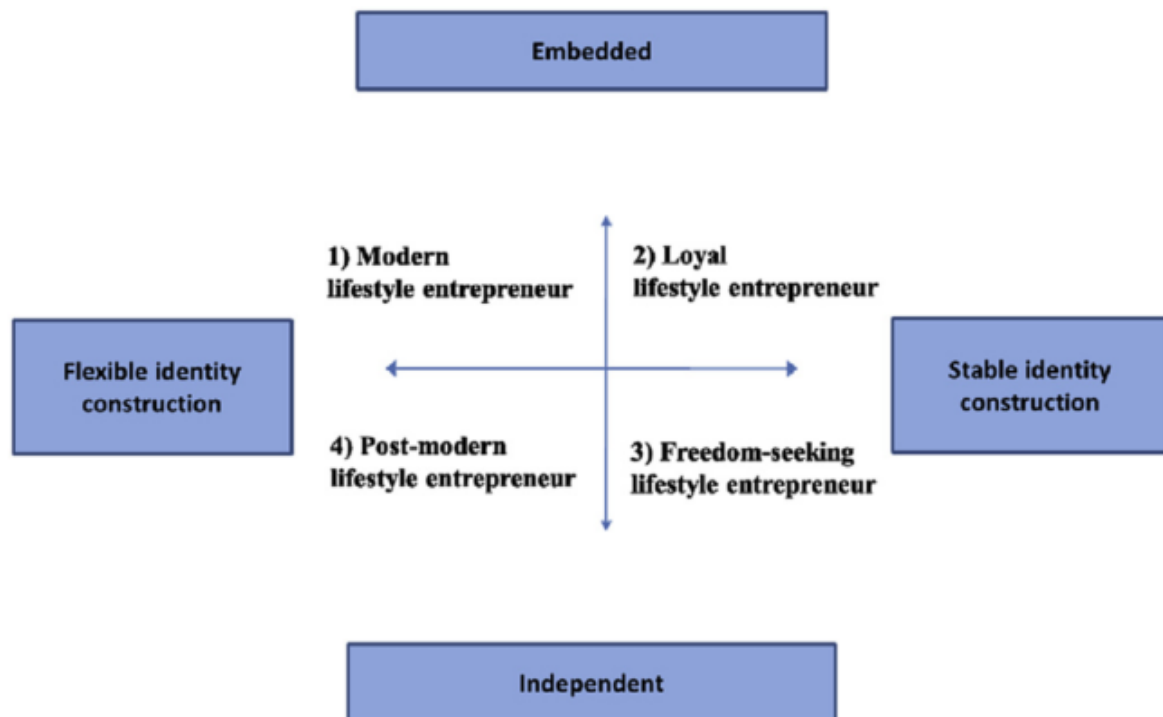 Embedded
1) Modern
lifestyle entrepreneur
2) Loyal
lifestyle entrepreneur
Flexible identity
construction
Stable identity
construction
4) Post-modern
lifestyle entrepreneur
3) Freedom-seeking
lifestyle entrepreneur
Independent